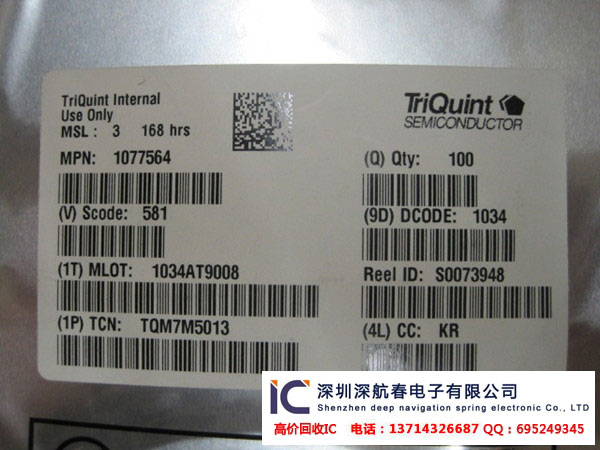 TriQuint Internal
Use Only
MSL: 3 168 hrs
TriQuint
SEMICONDUCTOR
MPN: 1077564
(Q) Qty: 100
(V) Scode: 581
(9D) DCODE: 1034
(1T) MLOT: 1034AT9008
Reel ID: S0073948
(1P) TCN: TQM7M5013
(4L) CC: KR
IC 深圳深航春电子有限公司
Shenzhen deep navigation spring electronic Co., LTD
高价回收IC 电话：13714326687 QQ：695249345